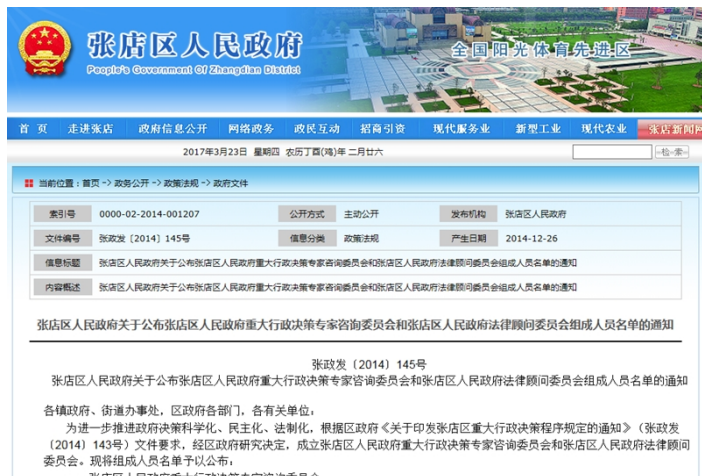 张店区人民政府
People's Government Of Zhangdian District
全国阳光体育先进区
首 页 走进张店 政府信息公开 网络政务 政民互动 招商引资 现代服务业 新型工业 现代农业 张店新闻网
2017年3月23日 星期四 农历丁酉(鸡)年 二月廿六 检-索
当前位置：首页 -> 政务公开 -> 政策法规 -> 政府文件
索引号 0000-02-2014-001207 公开方式 主动公开 发布机构 张店区人民政府
文件编号 张政发〔2014〕145号 信息分类 政策法规 产生日期 2014-12-26
信息标题 张店区人民政府关于公布张店区人民政府重大行政决策专家咨询委员会和张店区人民政府法律顾问委员会组成人员名单的通知
内容概述 张店区人民政府关于公布张店区人民政府重大行政决策专家咨询委员会和张店区人民政府法律顾问委员会组成人员名单的通知
张店区人民政府关于公布张店区人民政府重大行政决策专家咨询委员会和张店区人民政府法律顾问委员会组成人员名单的通知
张政发〔2014〕145号
张店区人民政府关于公布张店区人民政府重大行政决策专家咨询委员会和张店区人民政府法律顾问委员会组成人员名单的通知
各镇政府、街道办事处，区政府各部门，各有关单位：
为进一步推进政府决策科学化、民主化、法制化，根据区政府《关于印发张店区重大行政决策程序规定的通知》（张政发
〔2014〕143号）文件要求，经区政府研究决定，成立张店区人民政府重大行政决策专家咨询委员会和张店区人民政府法律顾问
委员会。现将组成人员名单予以公布：